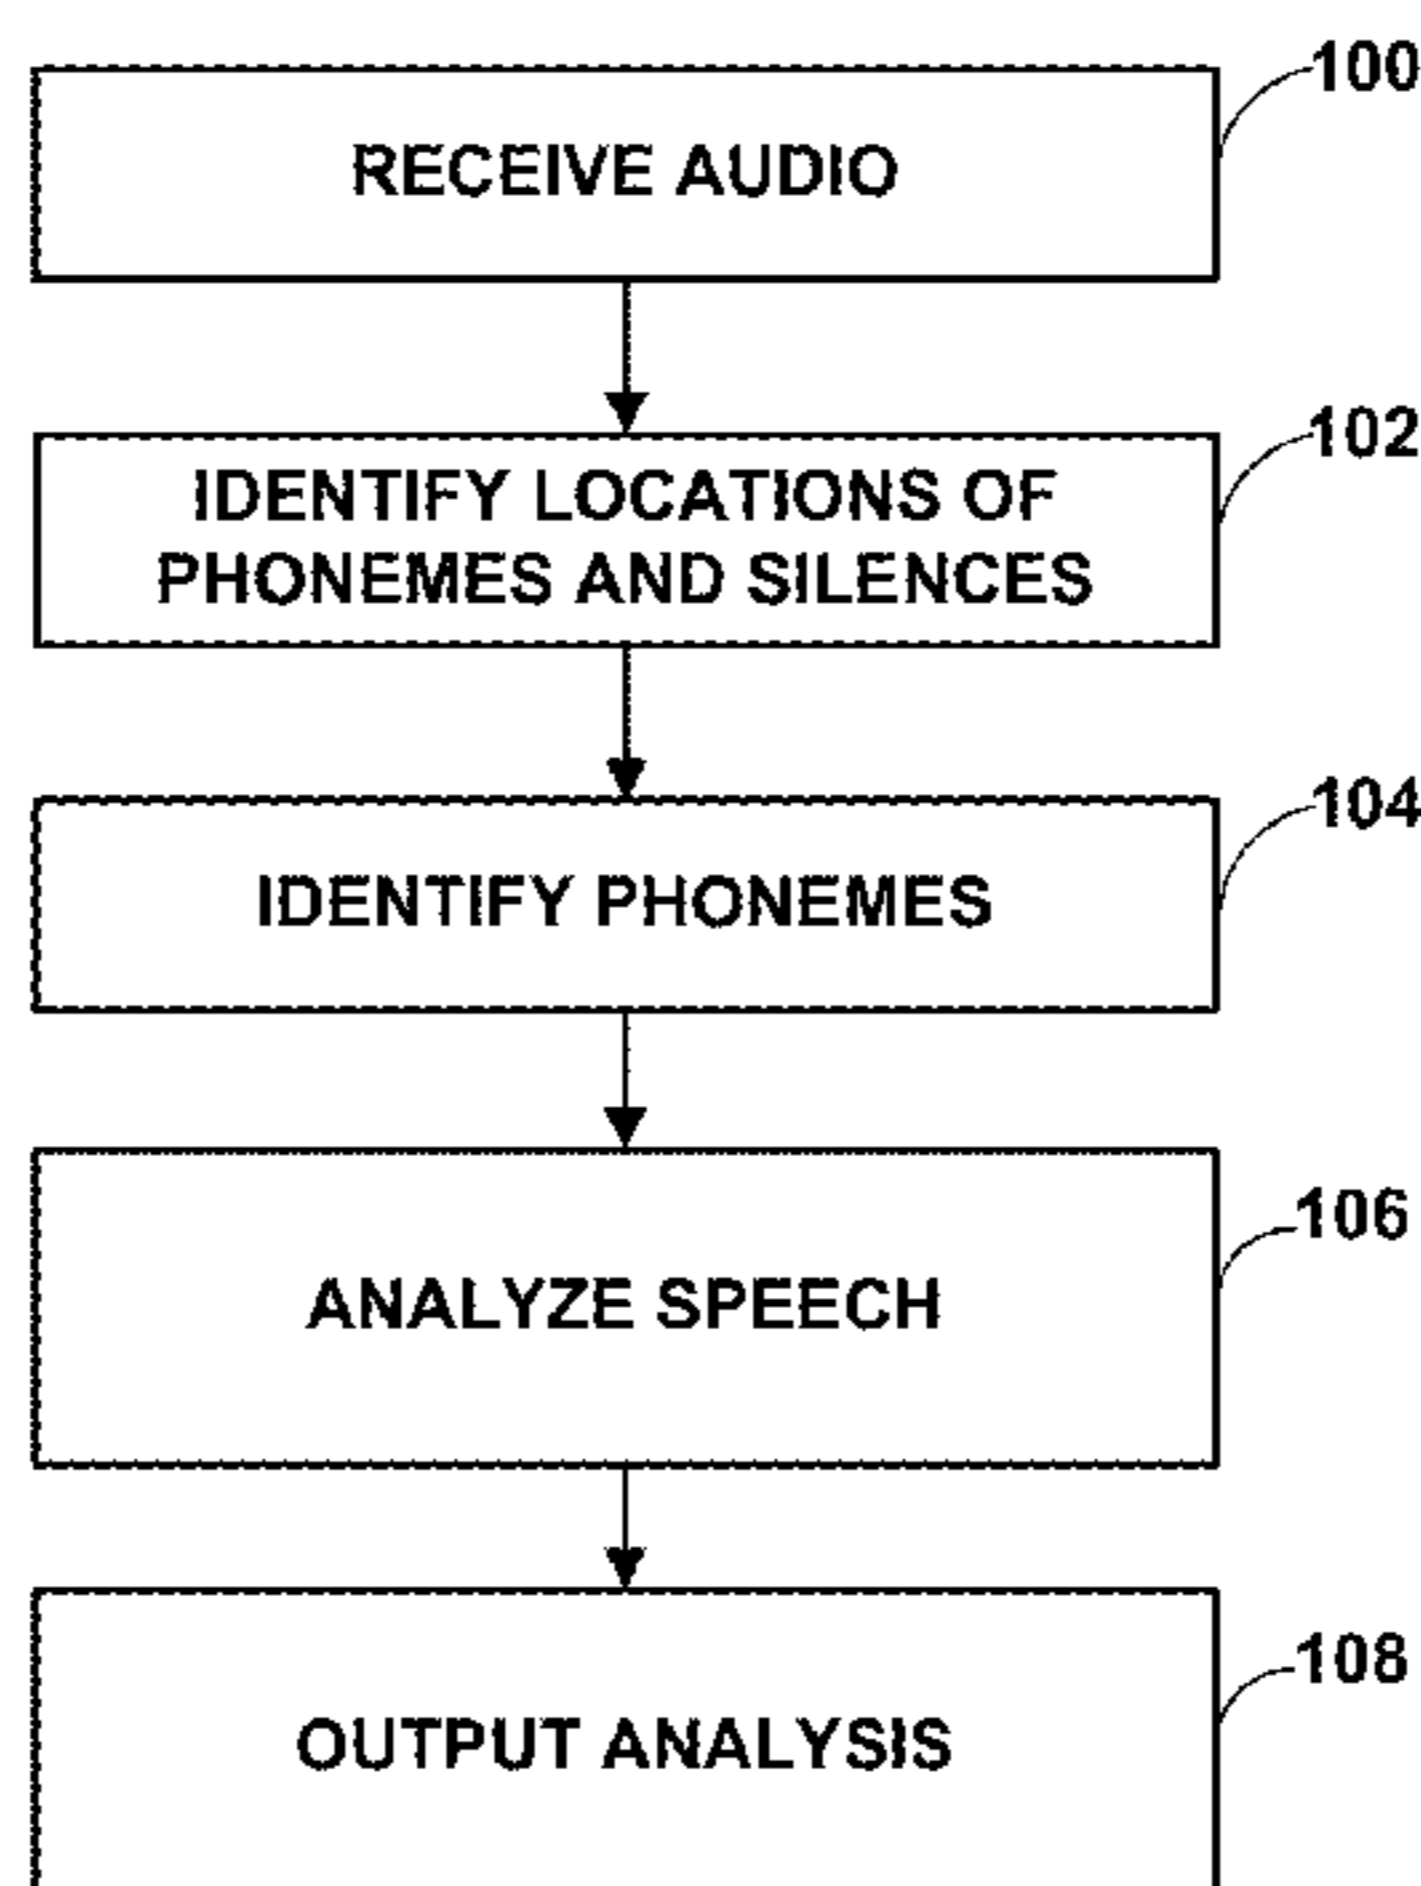 100
RECEIVE AUDIO
102
IDENTIFY LOCATIONS OF
PHONEMES AND SILENCES
104
IDENTIFY PHONEMES
106
ANALYZE SPEECH
108
OUTPUT ANALYSIS